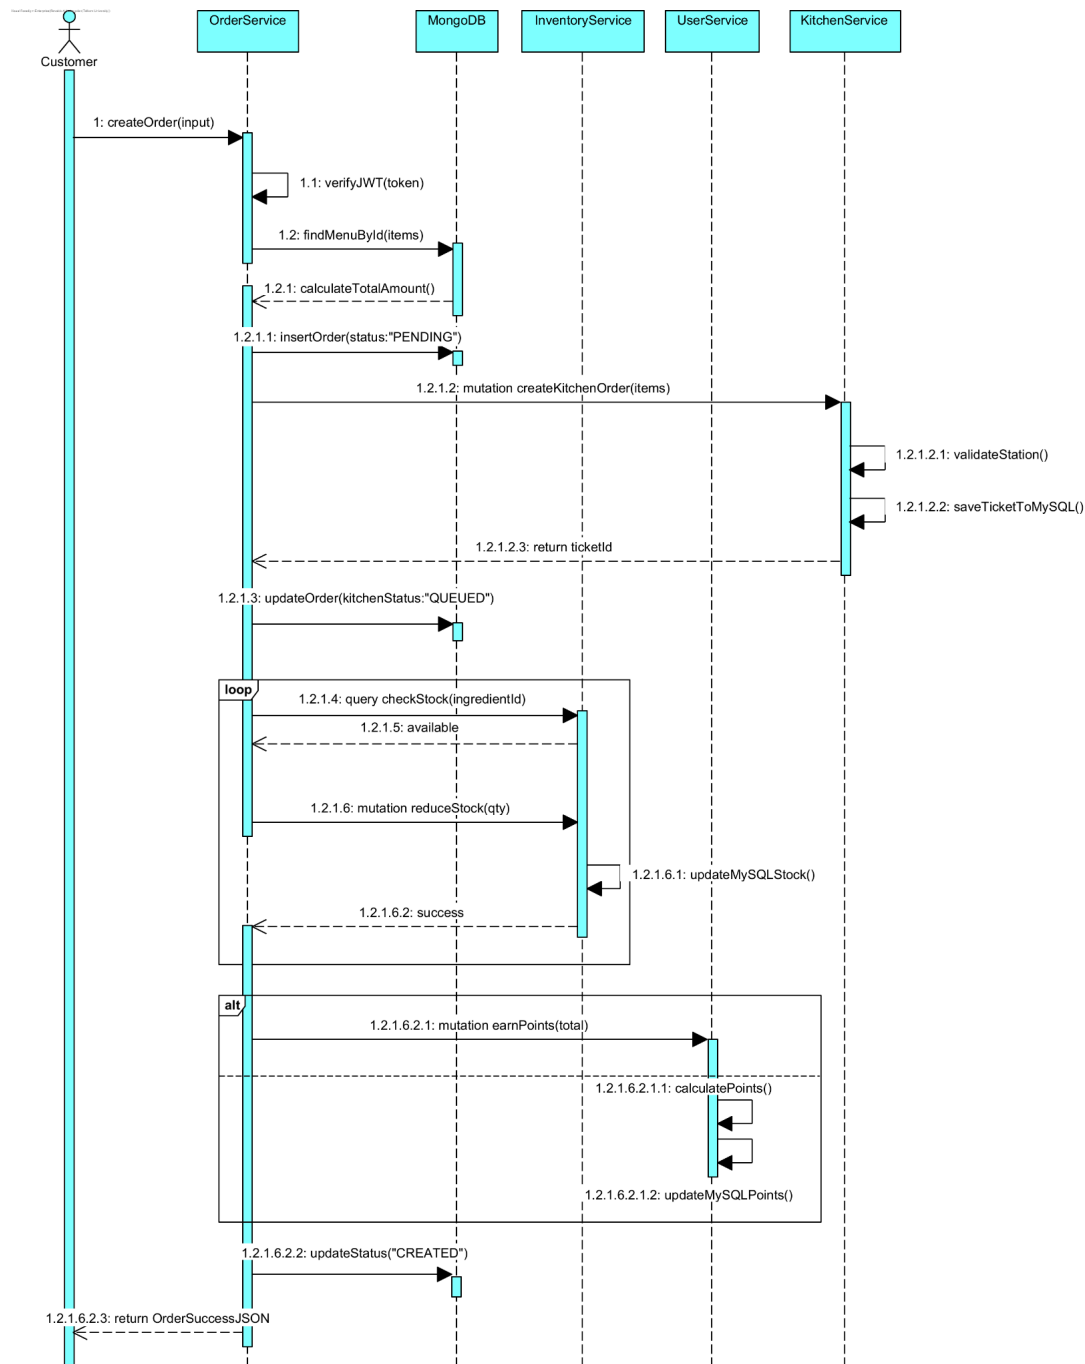 OrderService
MongoDB
InventoryService
UserService
KitchenService
Customer
1: createOrder(input)
1.1: verifyJWT(token)
1.2: findMenuById(items)
1.2.1: calculateTotalAmount()
1.2.1.1: insertOrder(status:"PENDING")
1.2.1.2: mutation createKitchenOrder(items)
1.2.1.2.1: validateStation()
1.2.1.2.2: saveTicketToMySQL()
1.2.1.2.3: return ticketId
1.2.1.3: updateOrder(kitchenStatus:"QUEUED")
loop
1.2.1.4: query checkStock(ingredientId)
1.2.1.5: available
1.2.1.6: mutation reduceStock(qty)
1.2.1.6.1: updateMySQLStock()
1.2.1.6.2: success
alt
1.2.1.6.2.1: mutation earnPoints(total)
1.2.1.6.2.1.1: calculatePoints()
1.2.1.6.2.1.2: updateMySQLPoints()
1.2.1.6.2.2: updateStatus("CREATED")
1.2.1.6.2.3: return OrderSuccessJSON